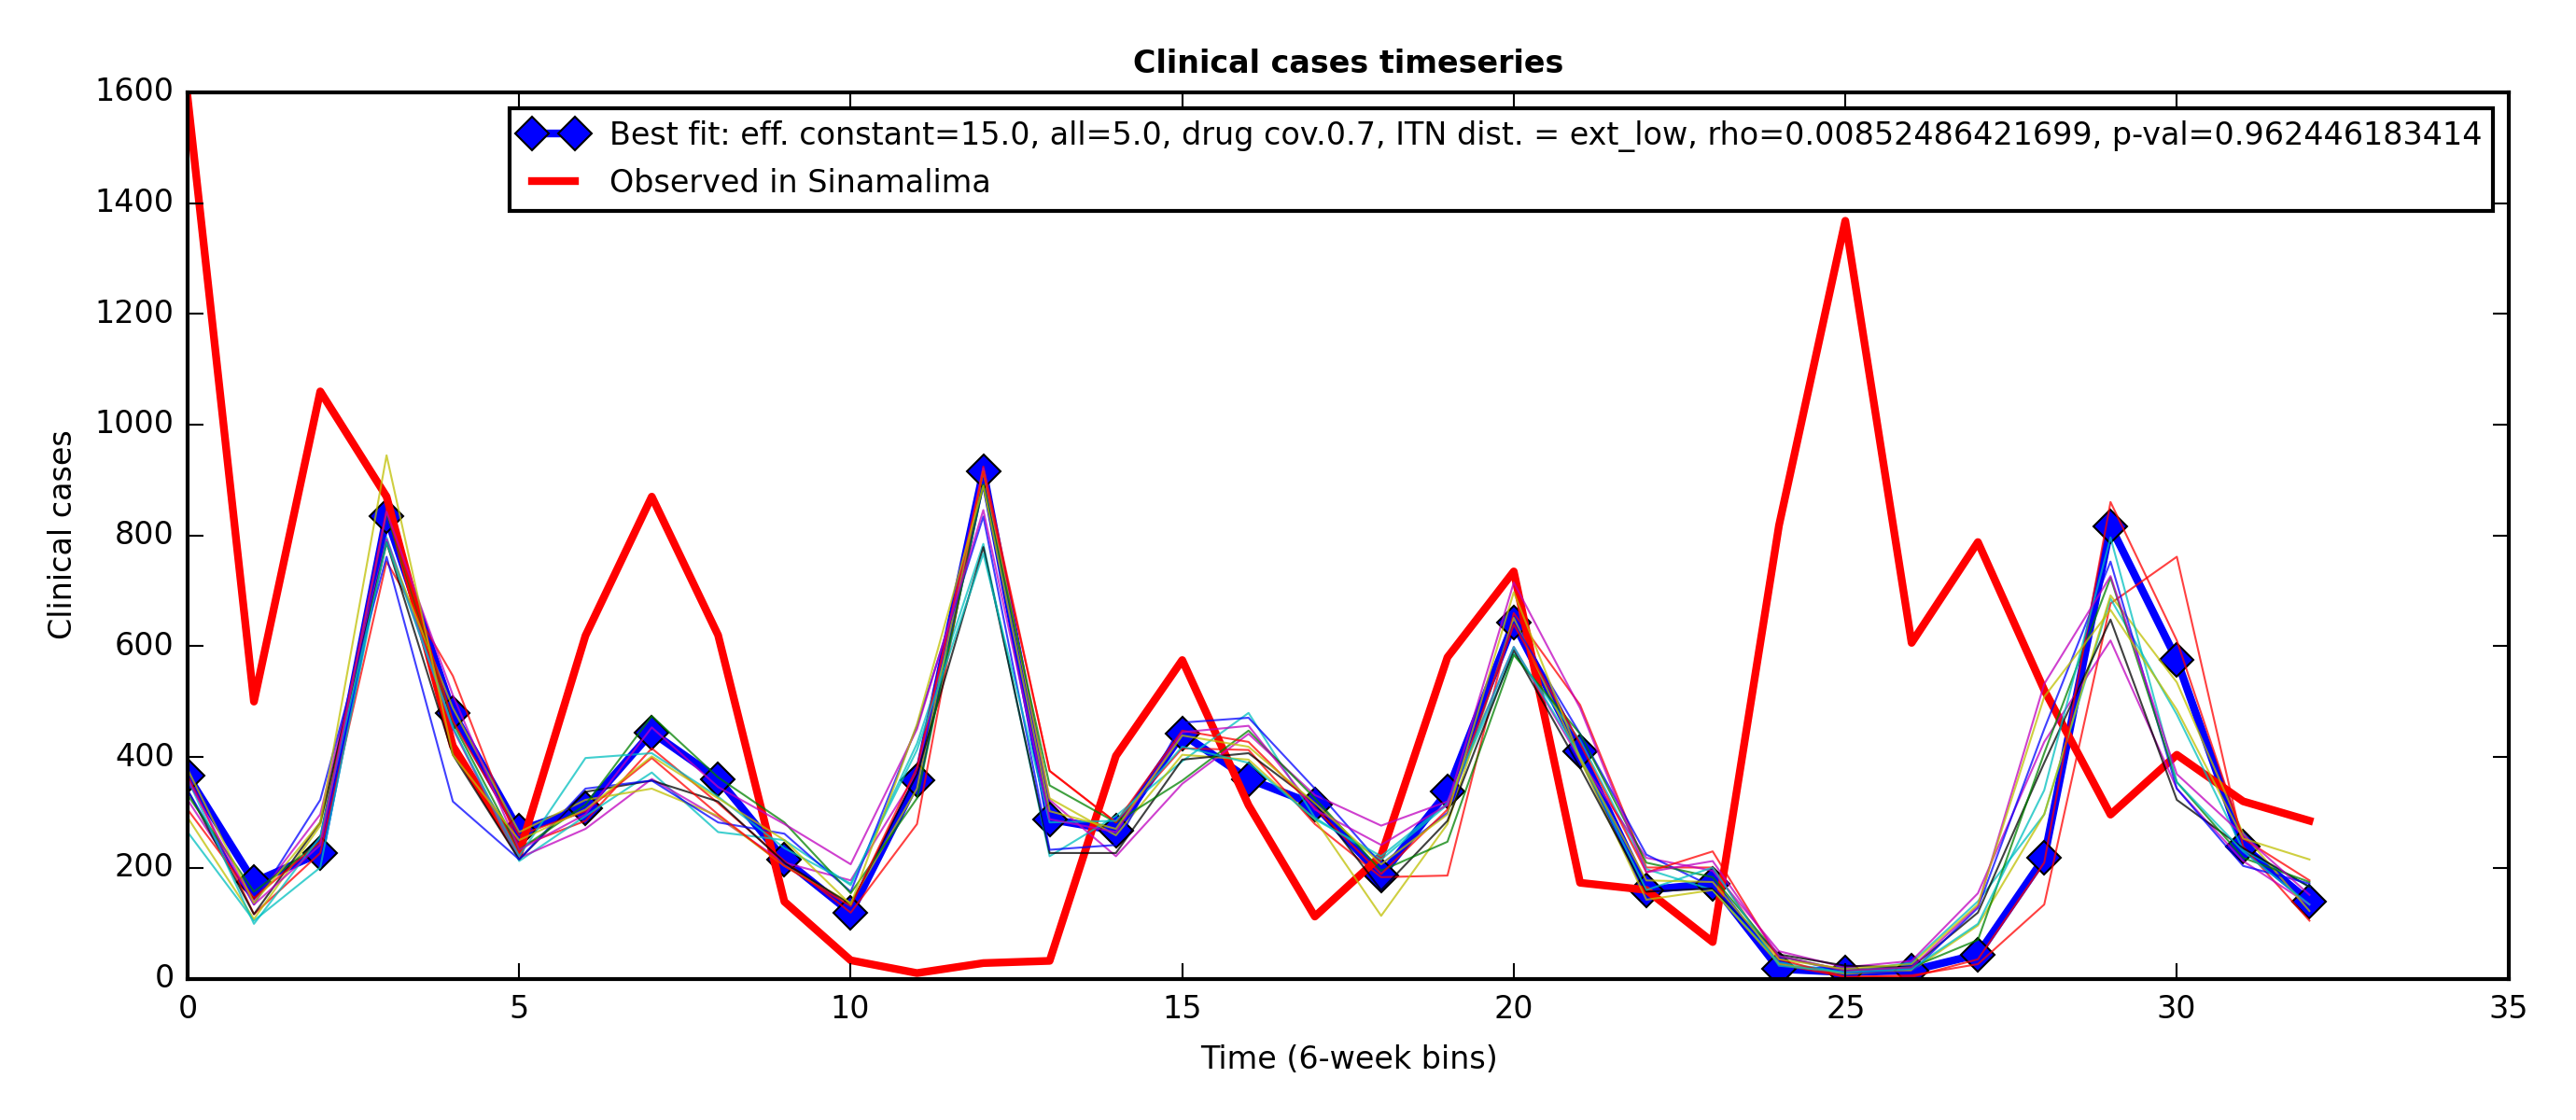 Clinical cases timeseries
Best fit: eff. constant=15.0, all=5.0, drug cov.0.7, ITN dist. = ext_low, rho=0.00852486421699, p-val=0.962446183414
Observed in Sinamalima
1600
1400
1200
1000
800
600
400
200
0
Clinical cases
0 5 10 15 20 25 30 35
Time (6-week bins)